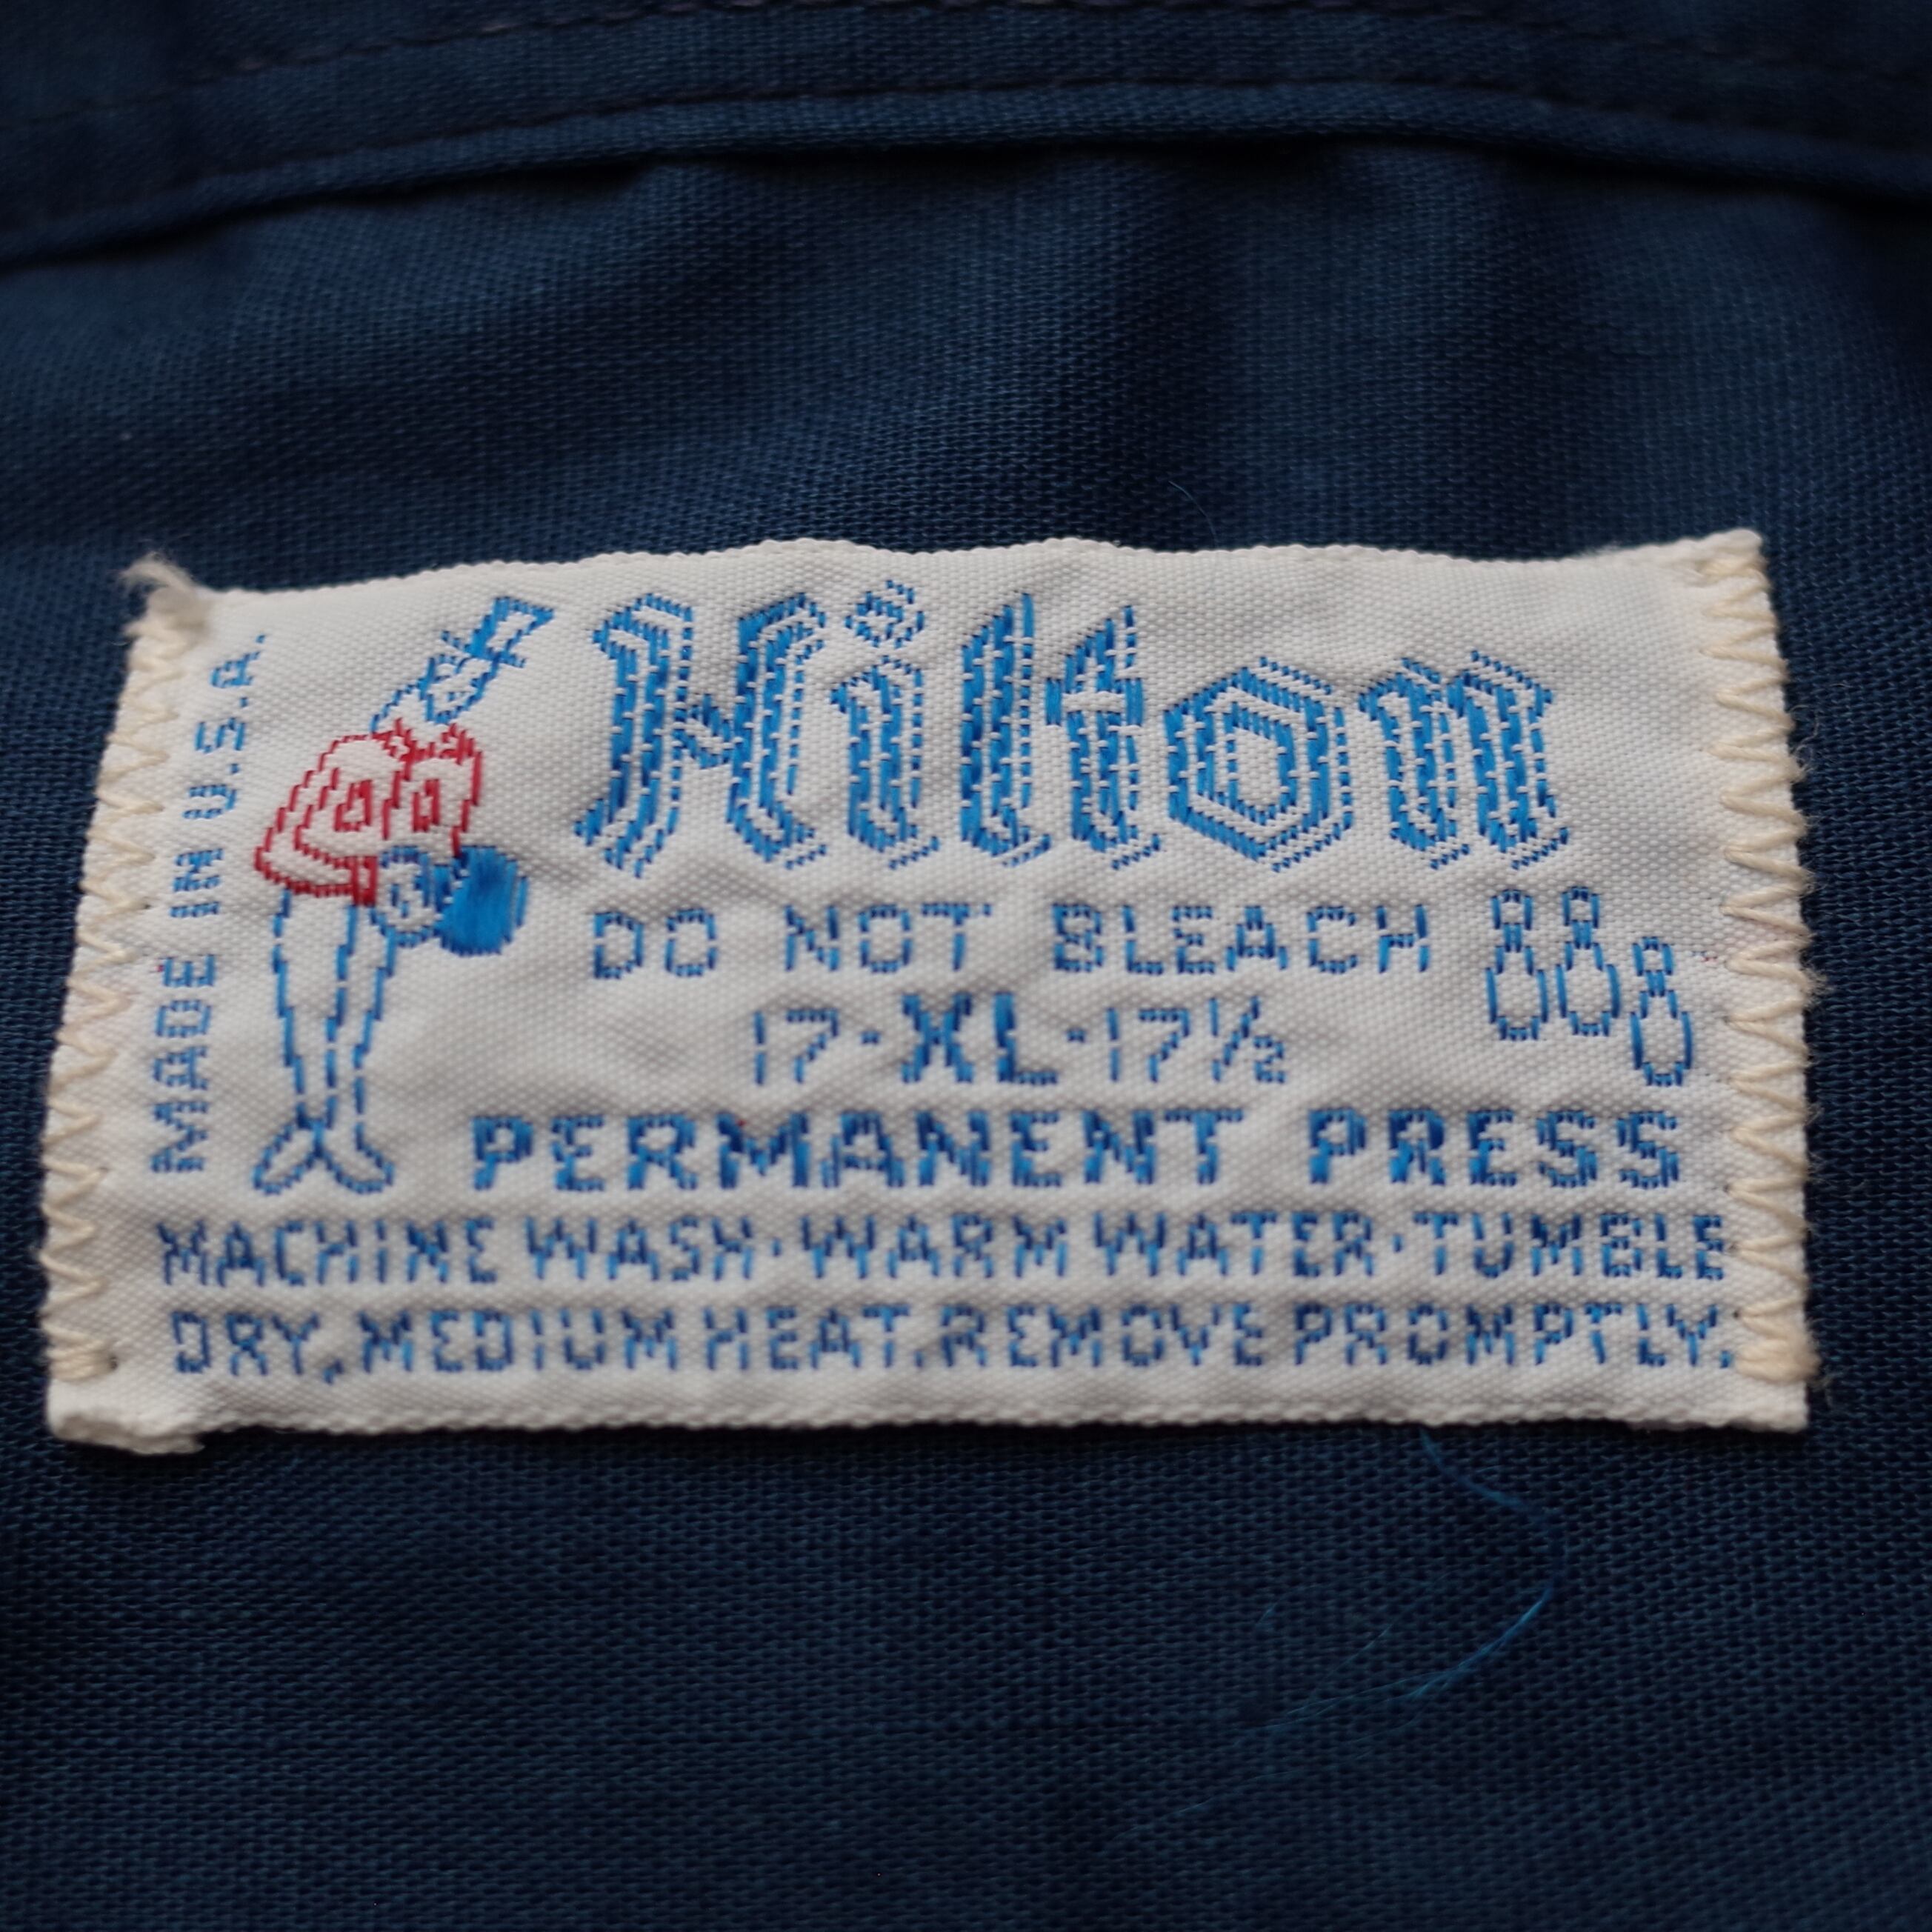 Hilton
MADE IN U.S.A.
DO NOT BLEACH
17·XL·17½
PERMANENT PRESS
MACHINE WASH·WARM WATER·TUMBLE
DRY, MEDIUM HEAT. REMOVE PROMPTLY.